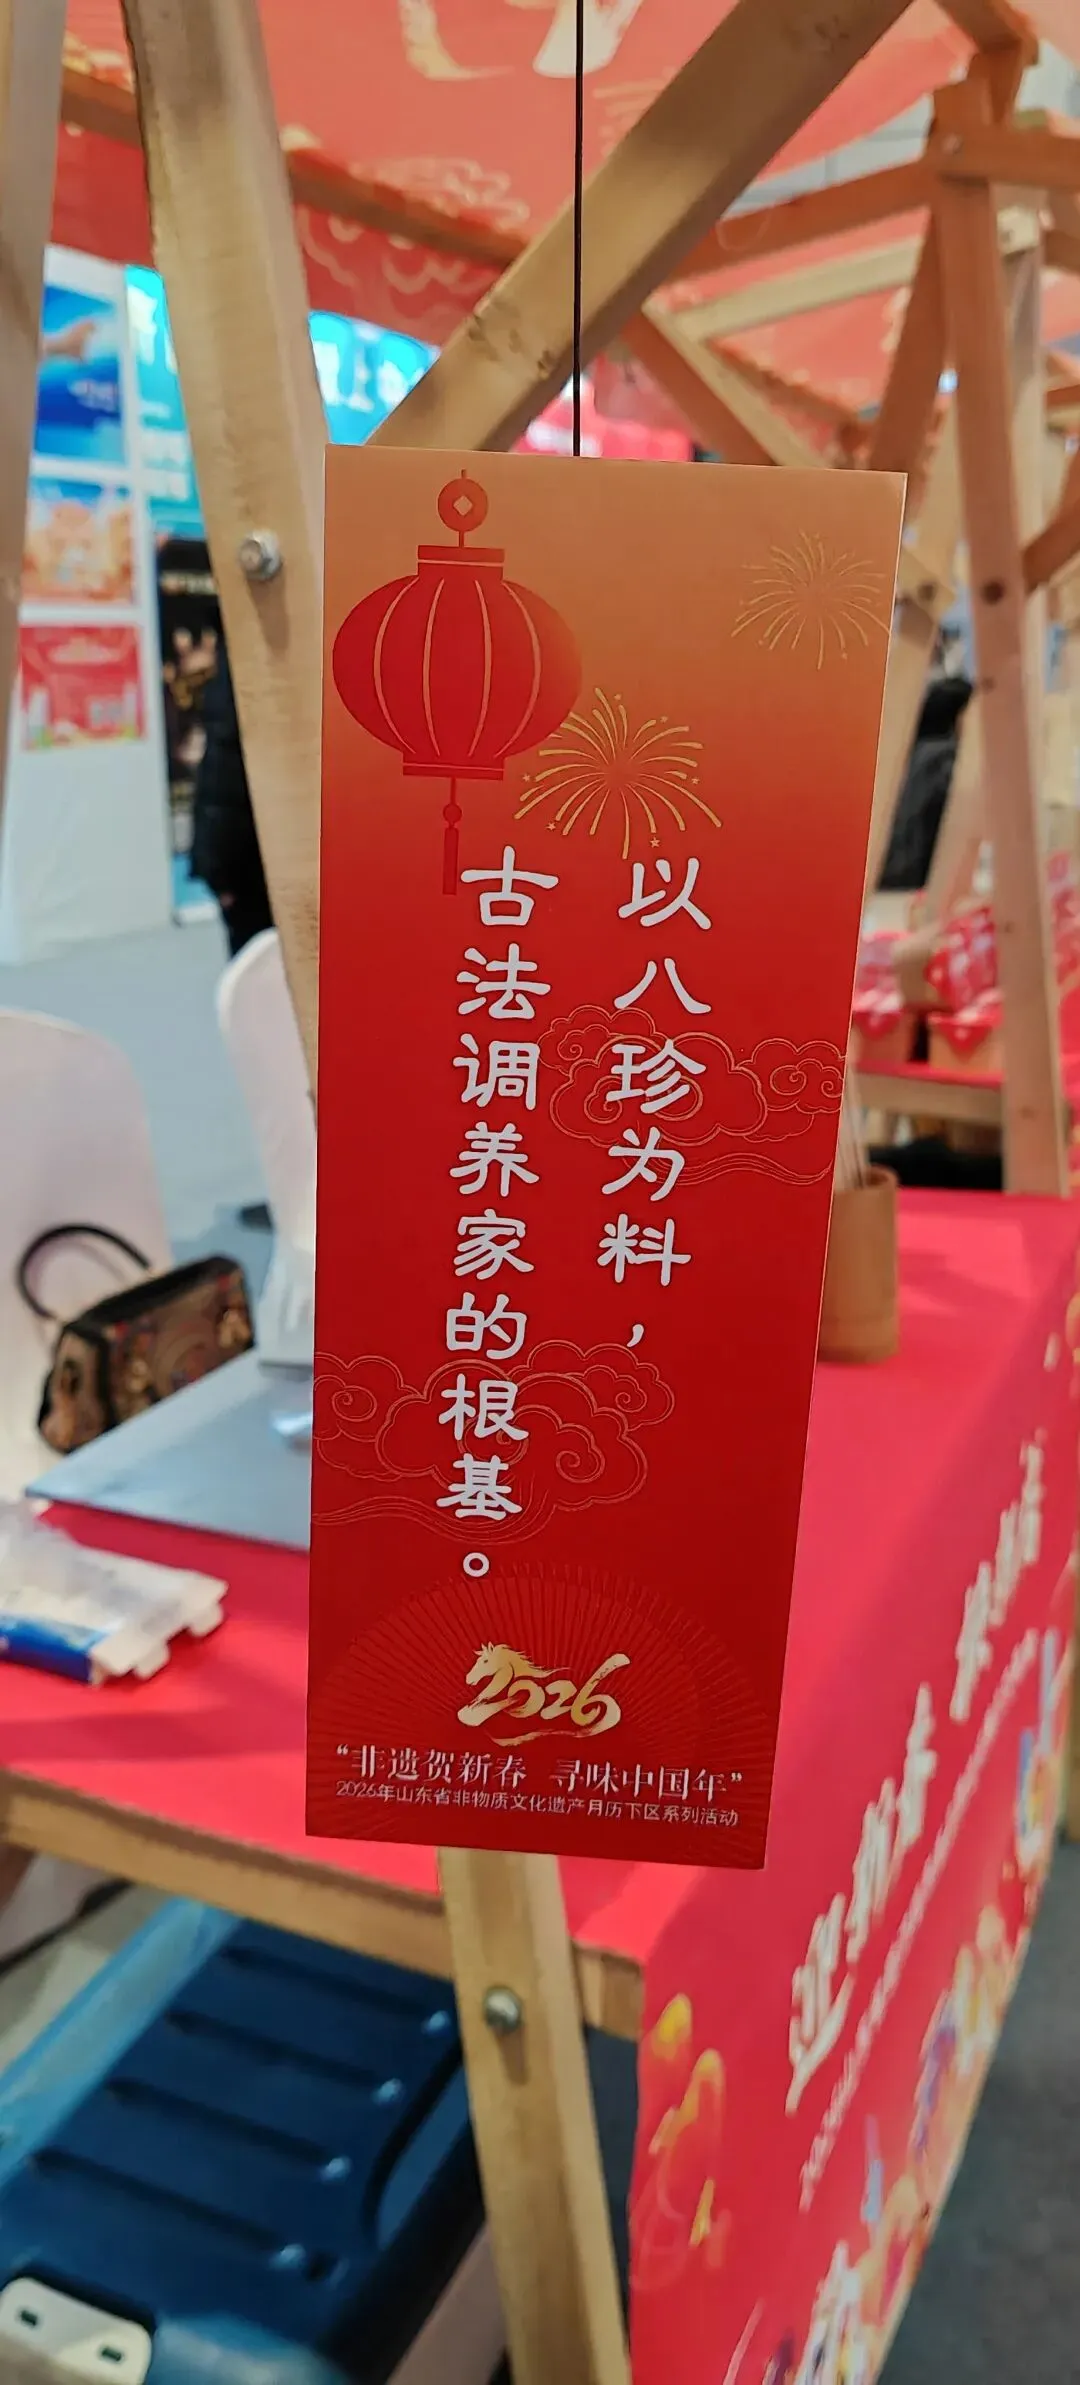 以八珍为料，
古法调养家的根基。
2026
“非遗贺新春 寻味中国年”
2026年山东省非物质文化遗产月历下区系列活动